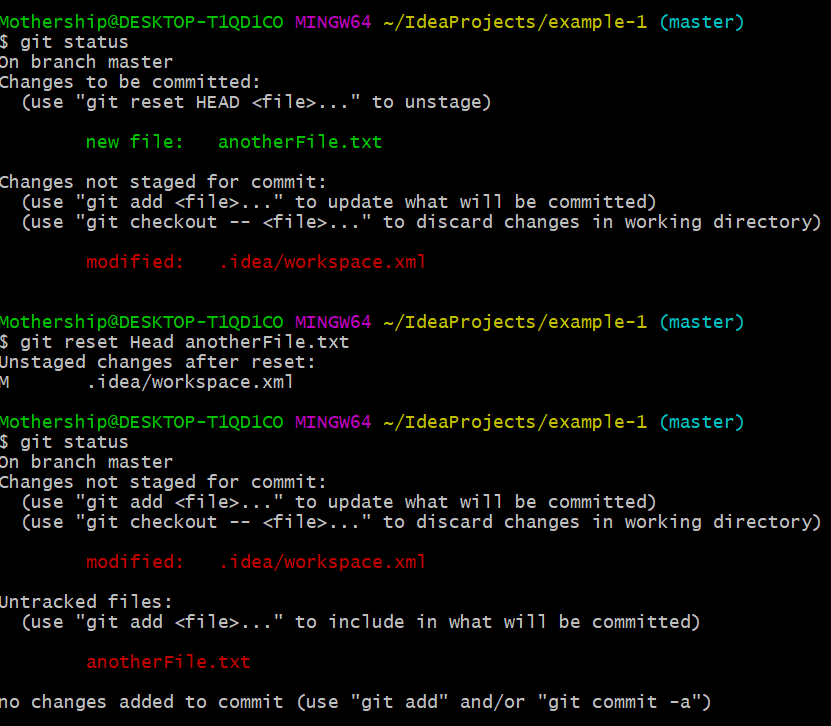 Mothership@DESKTOP-T1QD1CO MINGW64 ~/IdeaProjects/example-1 (master)
$ git status
On branch master
Changes to be committed:
  (use "git reset HEAD <file>..." to unstage)

        new file:   anotherFile.txt

Changes not staged for commit:
  (use "git add <file>..." to update what will be committed)
  (use "git checkout -- <file>..." to discard changes in working directory)

        modified:   .idea/workspace.xml


Mothership@DESKTOP-T1QD1CO MINGW64 ~/IdeaProjects/example-1 (master)
$ git reset Head anotherFile.txt
Unstaged changes after reset:
M       .idea/workspace.xml

Mothership@DESKTOP-T1QD1CO MINGW64 ~/IdeaProjects/example-1 (master)
$ git status
On branch master
Changes not staged for commit:
  (use "git add <file>..." to update what will be committed)
  (use "git checkout -- <file>..." to discard changes in working directory)

        modified:   .idea/workspace.xml

Untracked files:
  (use "git add <file>..." to include in what will be committed)

        anotherFile.txt

no changes added to commit (use "git add" and/or "git commit -a")